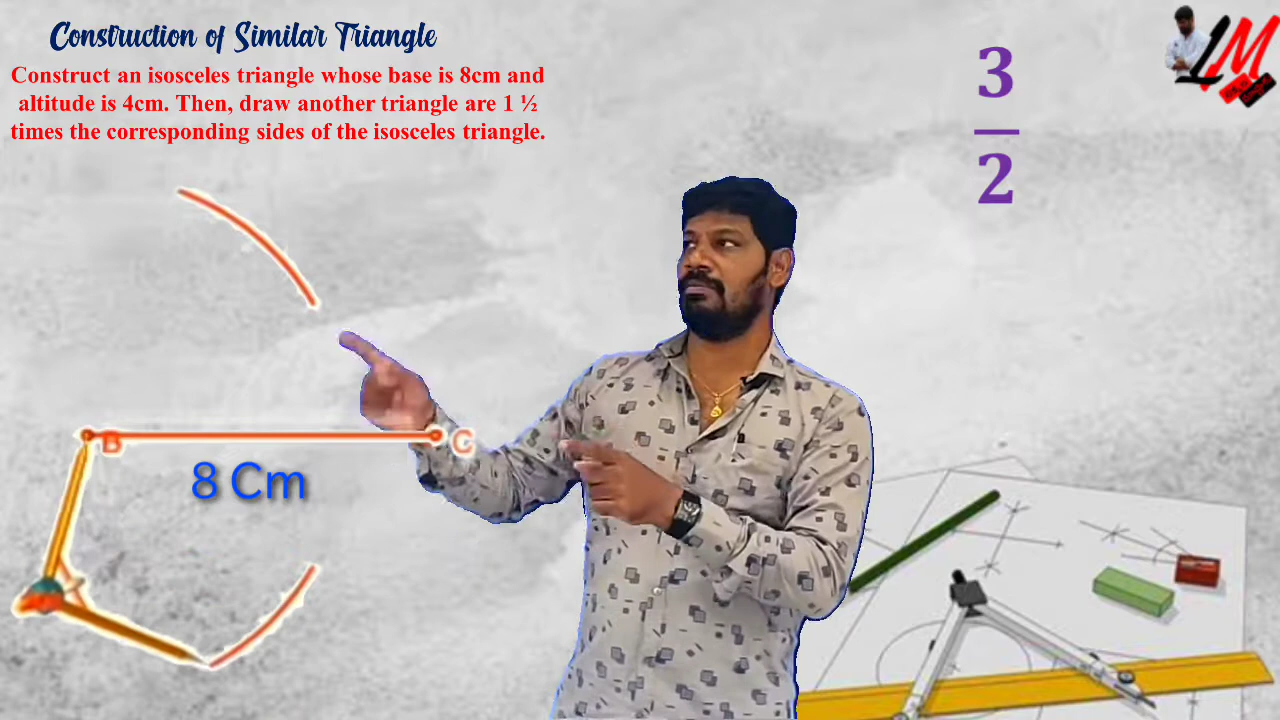 Construction of Similar Triangle
Construct an isosceles triangle whose base is 8cm and
altitude is 4cm. Then, draw another triangle are 1 ½
times the corresponding sides of the isosceles triangle.
3
2
LM
B
C
8 Cm